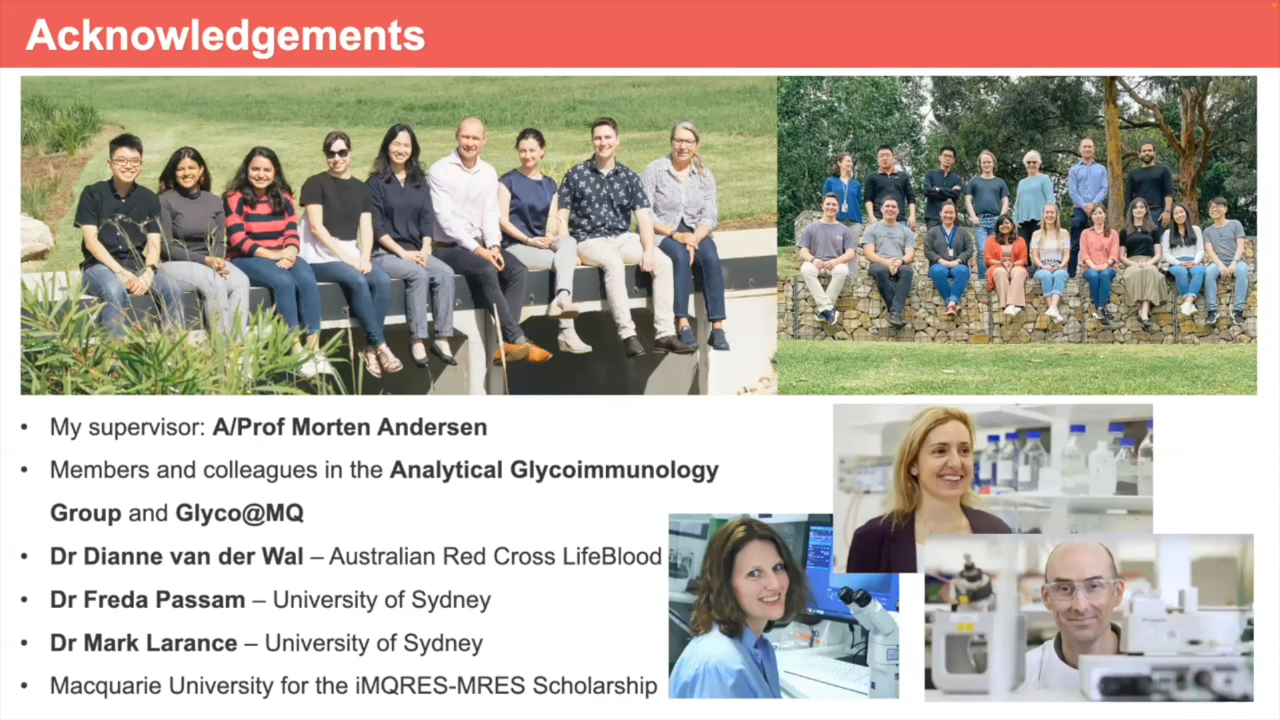 Acknowledgements
• My supervisor: A/Prof Morten Andersen
• Members and colleagues in the Analytical Glycoimmunology
Group and Glyco@MQ
• Dr Dianne van der Wal – Australian Red Cross LifeBlood
• Dr Freda Passam – University of Sydney
• Dr Mark Larance – University of Sydney
• Macquarie University for the iMQRES-MRES Scholarship